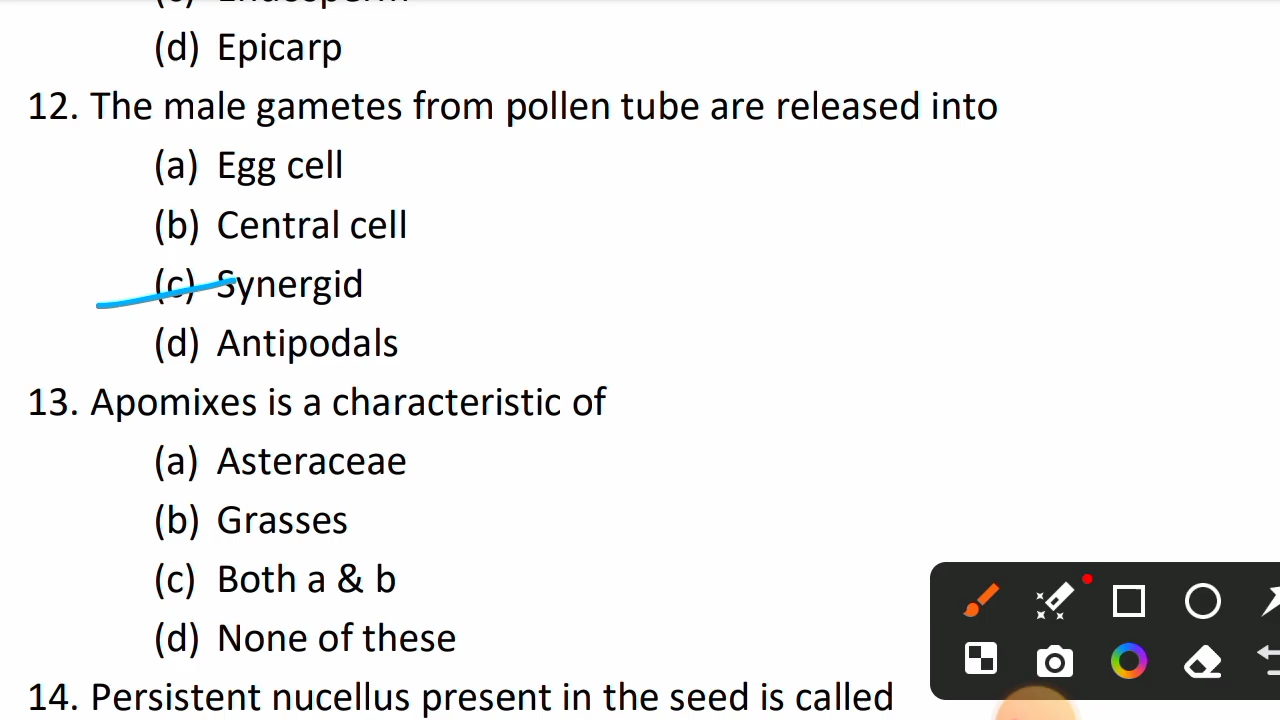 (d) Epicarp
12. The male gametes from pollen tube are released into
(a) Egg cell
(b) Central cell
(c) Synergid
(d) Antipodals
13. Apomixes is a characteristic of
(a) Asteraceae
(b) Grasses
(c) Both a & b
(d) None of these
14. Persistent nucellus present in the seed is called